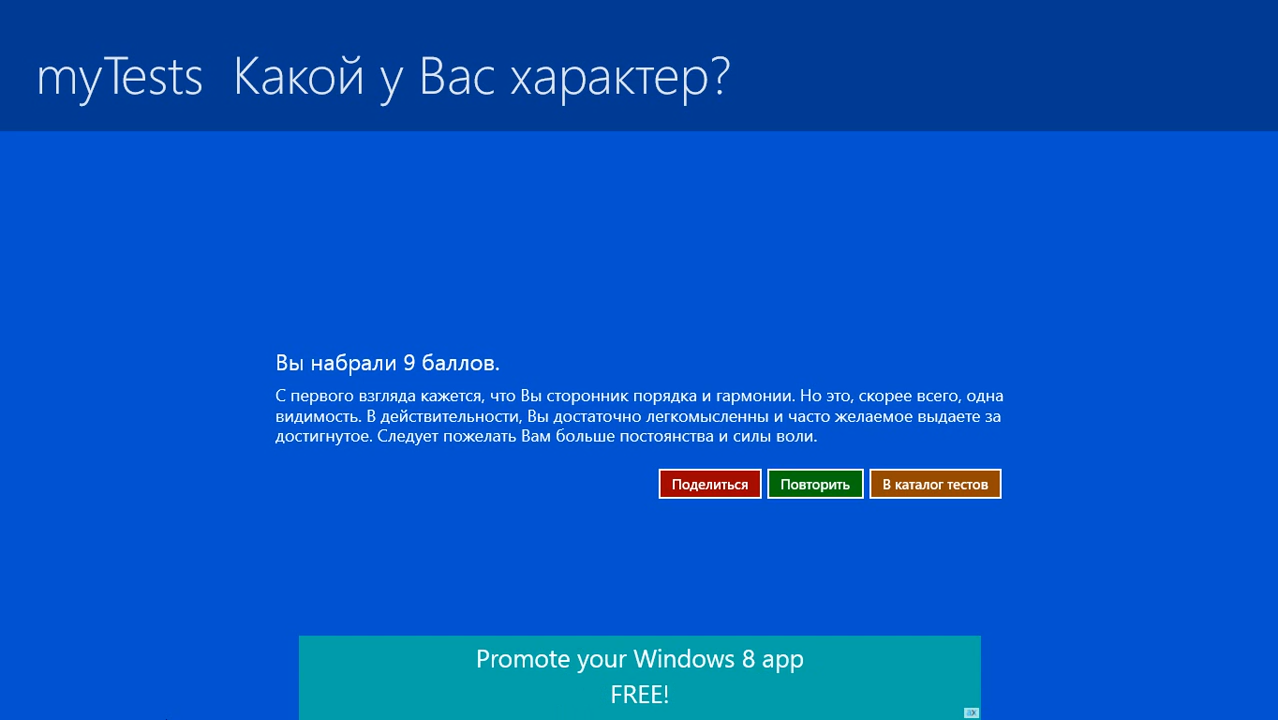 myTests Какой у Вас характер?
Вы набрали 9 баллов.
С первого взгляда кажется, что Вы сторонник порядка и гармонии. Но это, скорее всего, одна
видимость. В действительности, Вы достаточно легкомысленны и часто желаемое выдаете за
достигнутое. Следует пожелать Вам больше постоянства и силы воли.
Поделиться Повторить В каталог тестов
Promote your Windows 8 app
FREE!